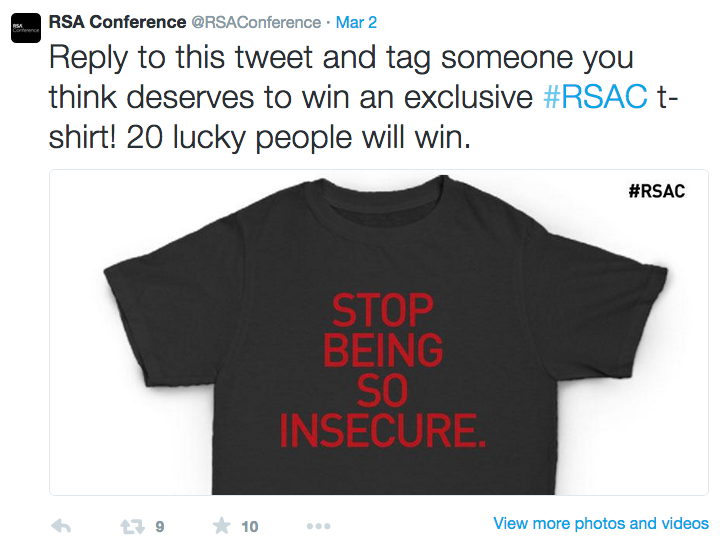 RSA Conference @RSAConference · Mar 2
Reply to this tweet and tag someone you
think deserves to win an exclusive #RSAC t-
shirt! 20 lucky people will win.
#RSAC
STOP
BEING
SO
INSECURE.
9 10 View more photos and videos